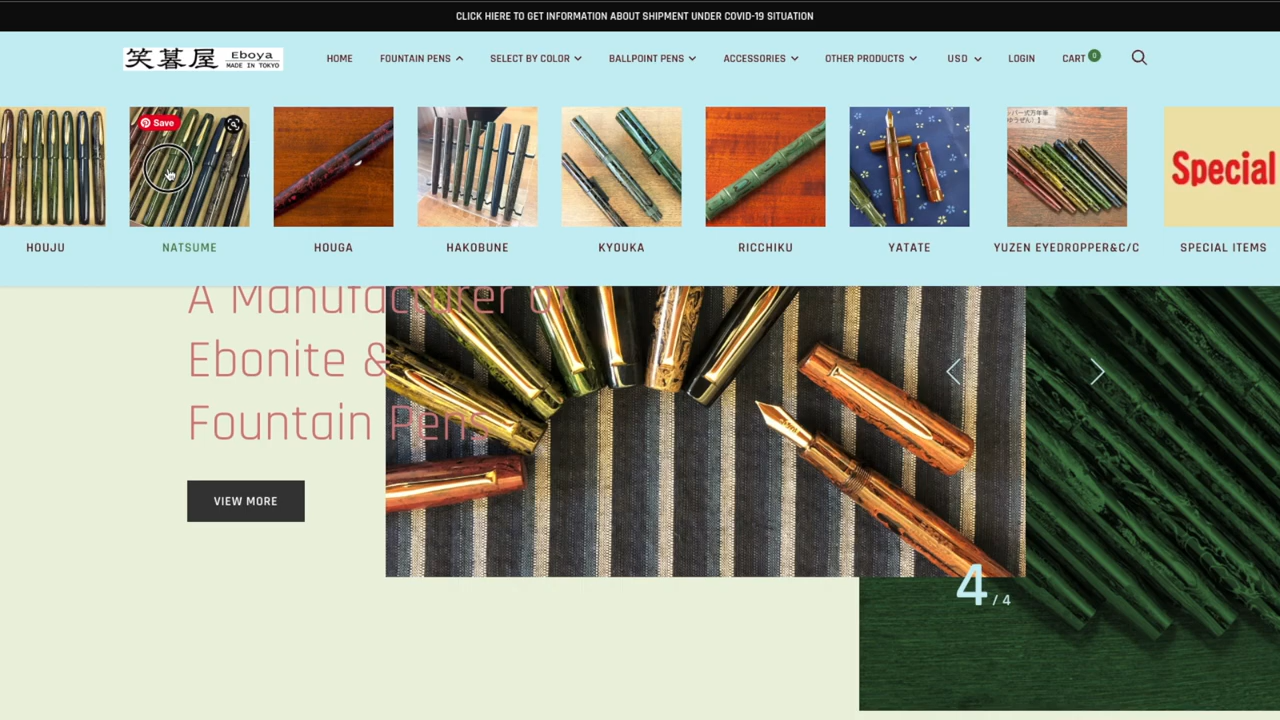 CLICK HIERE TO GET INFORMATION ABOUT SHIPMENT UNDER COVID-19 SITUATION
笑暮屋 Eboya MADE IN TOKYO
HOME FOUNTAIN PENS SELECT BY COLOR BALLPOINT PENS ACCESSORIES OTHER PRODUCTS USD LOGIN CART 0
Save
Special
HOUJU NATSUME HOUGA HAKOBUNE KYOUKA RICCHIKU YATATE YUZEN EYEDROPPER&C/C SPECIAL ITEMS
A Manufacturer of
Ebonite &
Fountain Pens
VIEW MORE
4 / 4